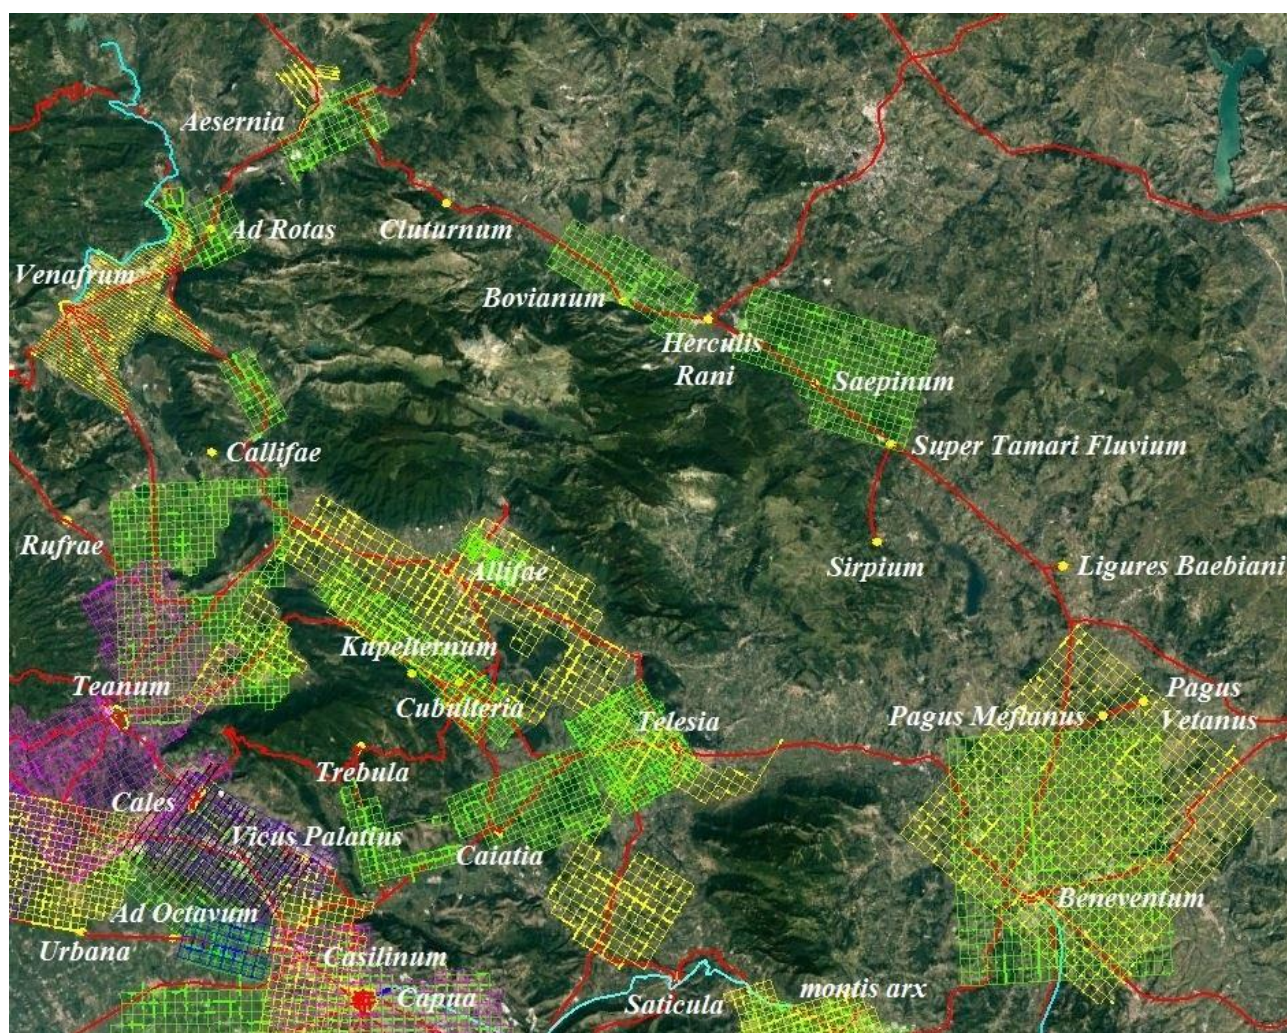 Aesernia
Ad Rotas
Cluturnum
Venafrum
Bovianum
Herculis
Rani
Saepinum
Callifae
Super Tamari Fluvium
Rufrae
Allifae
Sirpium
Ligures Baebiani
Kupelternum
Teanum
Cubulteria
Telesia
Pagus Meflanus
Pagus
Vetanus
Trebula
Cales
Vicus Palatius
Caiatia
Ad Octavum
Beneventum
Urbana
Casilinum
Capua
Saticula
montis arx